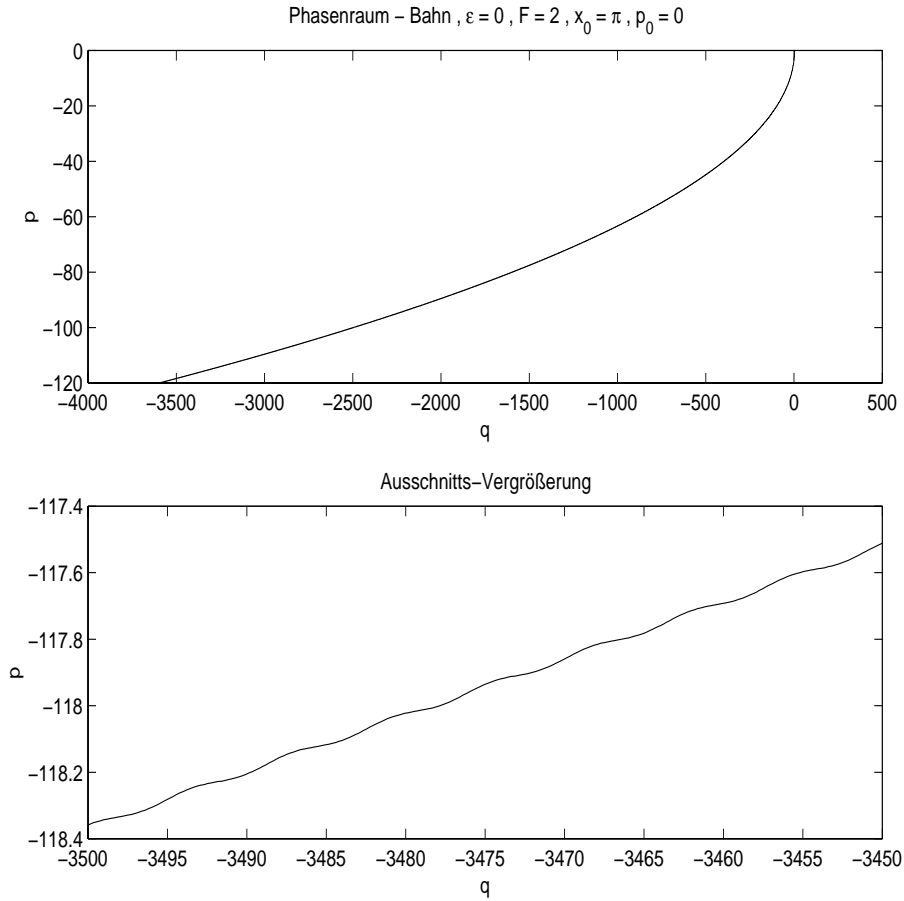 Phasenraum − Bahn , ε = 0 , F = 2 , x₀ = π , p₀ = 0
0
−20
−40
−60
−80
−100
−120
p
−4000 −3500 −3000 −2500 −2000 −1500 −1000 −500 0 500
q
Ausschnitts−Vergrößerung
−117.4
−117.6
−117.8
−118
−118.2
−118.4
p
−3500 −3495 −3490 −3485 −3480 −3475 −3470 −3465 −3460 −3455 −3450
q